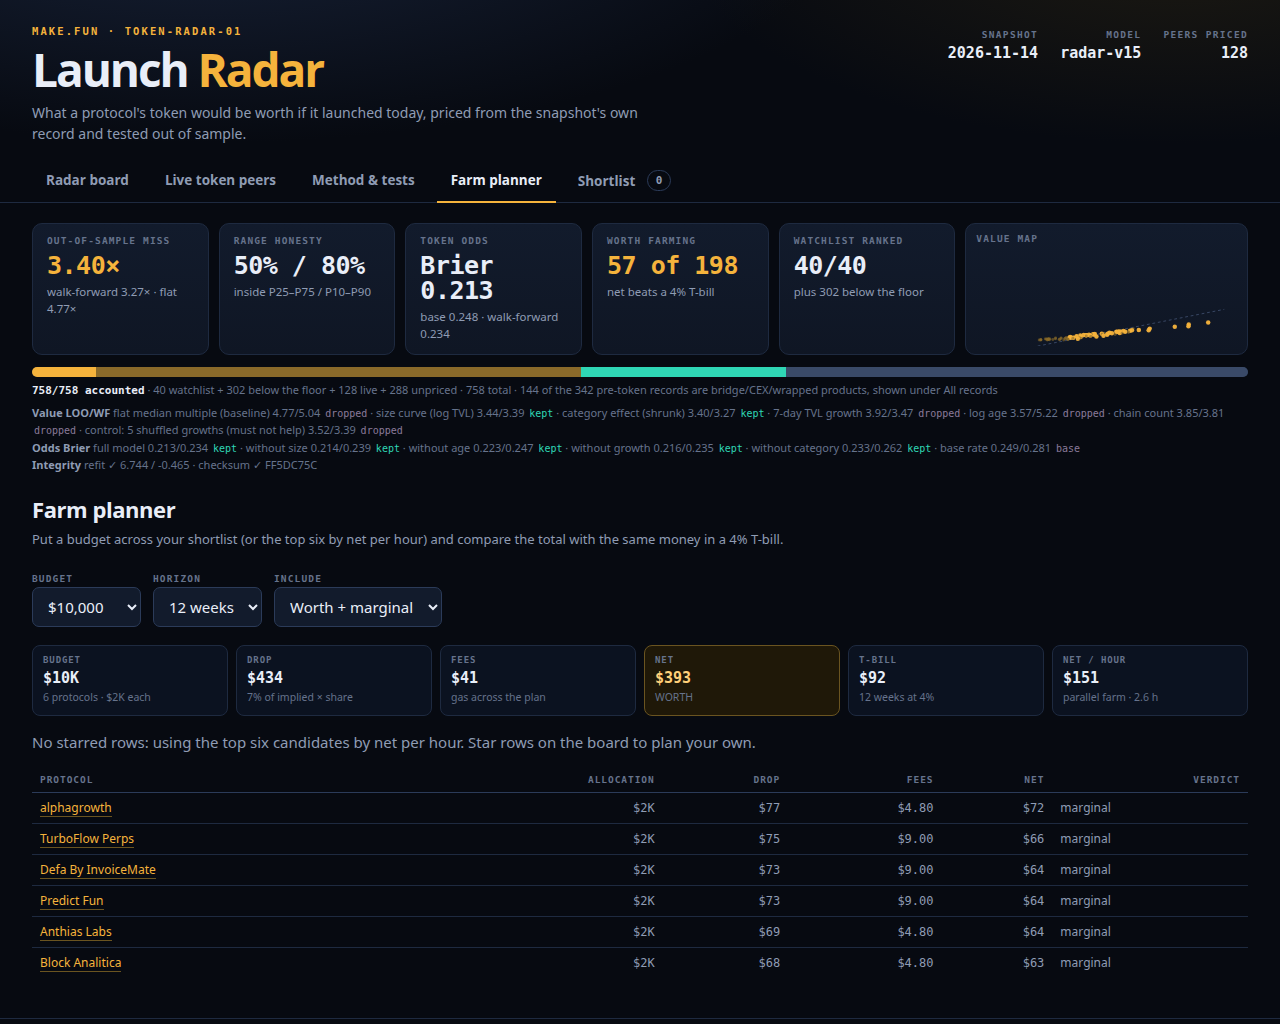 MAKE.FUN · TOKEN-RADAR-01
Launch Radar
What a protocol's token would be worth if it launched today, priced from the snapshot's own
record and tested out of sample.
SNAPSHOT
2026-11-14
MODEL
radar-v15
PEERS PRICED
128
Radar board
Live token peers
Method & tests
Farm planner
Shortlist 0
OUT-OF-SAMPLE MISS
3.40×
walk-forward 3.27× · flat
4.77×
RANGE HONESTY
50% / 80%
inside P25–P75 / P10–P90
TOKEN ODDS
Brier
0.213
base 0.248 · walk-forward
0.234
WORTH FARMING
57 of 198
net beats a 4% T-bill
WATCHLIST RANKED
40/40
plus 302 below the floor
VALUE MAP
758/758 accounted · 40 watchlist + 302 below the floor + 128 live + 288 unpriced · 758 total · 144 of the 342 pre-token records are bridge/CEX/wrapped products, shown under All records
Value LOO/WF flat median multiple (baseline) 4.77/5.04 dropped · size curve (log TVL) 3.44/3.39 kept · category effect (shrunk) 3.40/3.27 kept · 7-day TVL growth 3.92/3.47 dropped · log age 3.57/5.22 dropped · chain count 3.85/3.81
dropped · control: 5 shuffled growths (must not help) 3.52/3.39 dropped
Odds Brier full model 0.213/0.234 kept · without size 0.214/0.239 kept · without age 0.223/0.247 kept · without growth 0.216/0.235 kept · without category 0.233/0.262 kept · base rate 0.249/0.281 base
Integrity refit ✓ 6.744 / -0.465 · checksum ✓ FF5DC75C
Farm planner
Put a budget across your shortlist (or the top six by net per hour) and compare the total with the same money in a 4% T-bill.
BUDGET
HORIZON
INCLUDE
$10,000
12 weeks
Worth + marginal
BUDGET
$10K
6 protocols · $2K each
DROP
$434
7% of implied × share
FEES
$41
gas across the plan
NET
$393
WORTH
T-BILL
$92
12 weeks at 4%
NET / HOUR
$151
parallel farm · 2.6 h
No starred rows: using the top six candidates by net per hour. Star rows on the board to plan your own.
PROTOCOL ALLOCATION DROP FEES NET VERDICT
alphagrowth $2K $77 $4.80 $72 marginal
TurboFlow Perps $2K $75 $9.00 $66 marginal
Defa By InvoiceMate $2K $73 $9.00 $64 marginal
Predict Fun $2K $73 $9.00 $64 marginal
Anthias Labs $2K $69 $4.80 $64 marginal
Block Analitica $2K $68 $4.80 $63 marginal